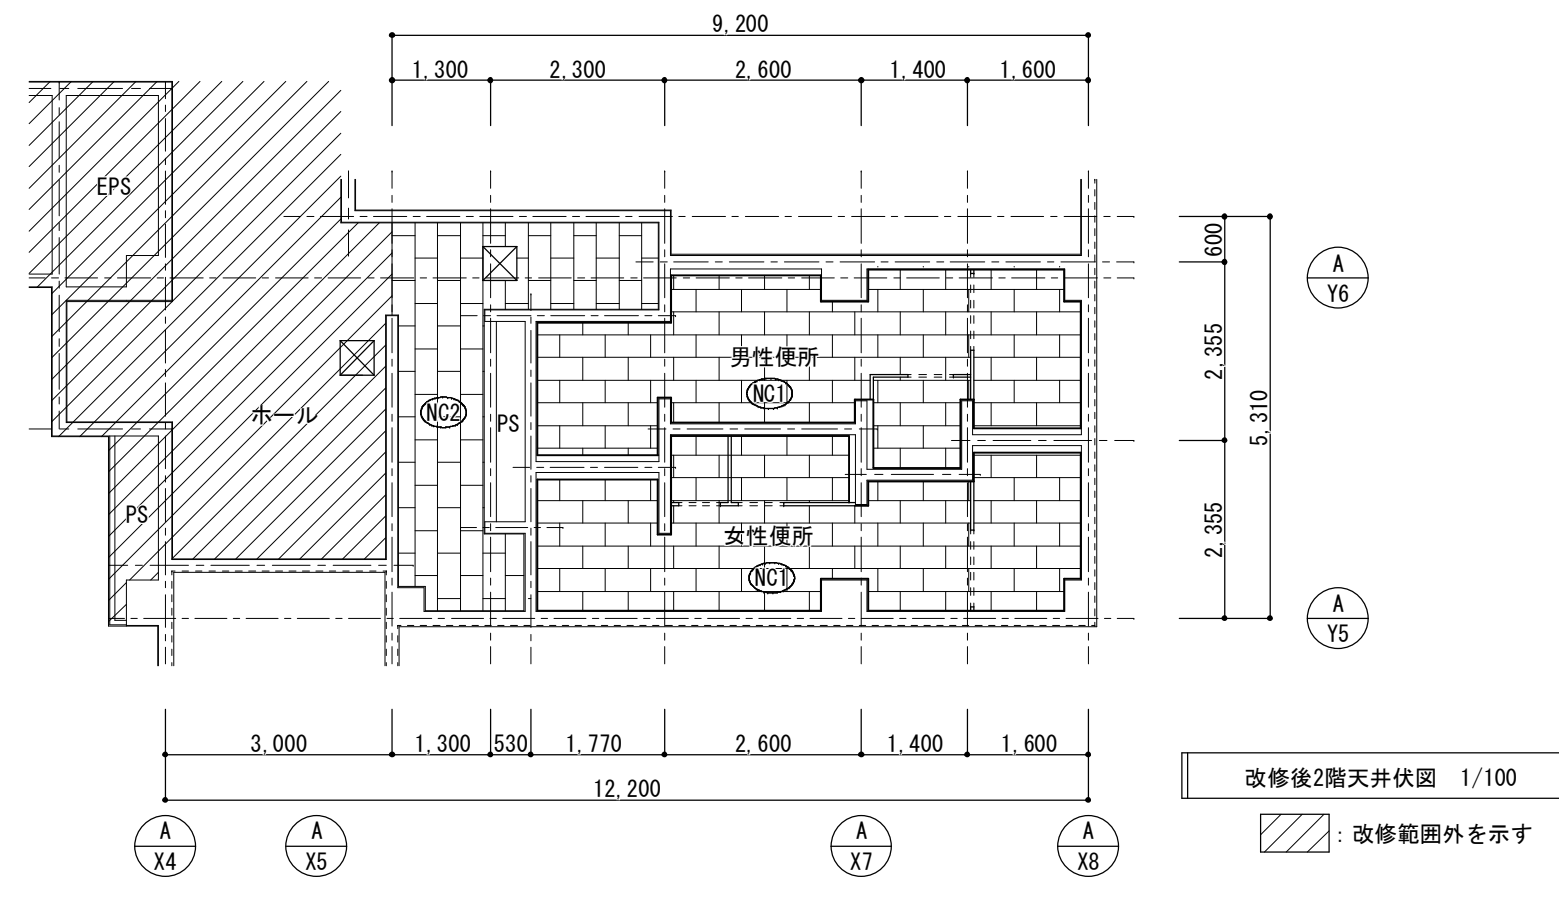 9,200
1,300
2,300
2,600
1,400
1,600
EPS
600
A
Y6
男性便所
2,355
NC1
NC2
PS
ホール
5,310
PS
女性便所
2,355
NC1
A
Y5
3,000
1,300
530
1,770
2,600
1,400
1,600
12,200
改修後2階天井伏図 1/100
A
X4
A
X5
A
X7
A
X8
: 改修範囲外を示す